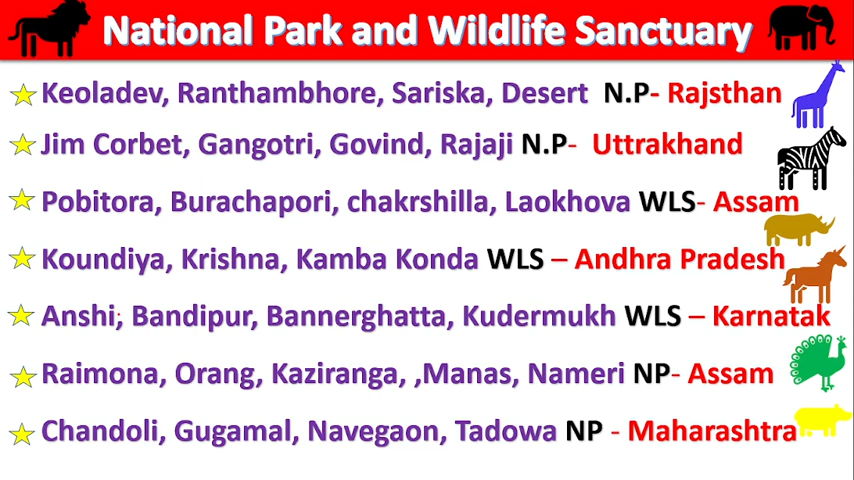 National Park and Wildlife Sanctuary
Keoladev, Ranthambhore, Sariska, Desert N.P- Rajsthan
Jim Corbet, Gangotri, Govind, Rajaji N.P- Uttrakhand
Pobitora, Burachapori, chakrshilla, Laokhova WLS- Assam
Koundiya, Krishna, Kamba Konda WLS – Andhra Pradesh
Anshi; Bandipur, Bannerghatta, Kudermukh WLS – Karnatak
Raimona, Orang, Kaziranga, ,Manas, Nameri NP- Assam
Chandoli, Gugamal, Navegaon, Tadowa NP - Maharashtra